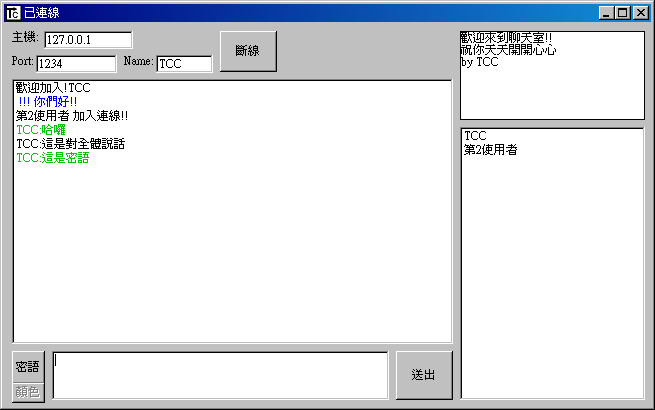 Tc 已連線
主機: 127.0.0.1
斷線
Port: 1234 Name: TCC
歡迎來到聊天室!!
祝你天天開開心心
by TCC
歡迎加入!TCC
!!! 你們好!!
第2使用者 加入連線!!
TCC:哈囉
TCC:這是對全體說話
TCC:這是密語
TCC
第2使用者
密語
顏色
送出